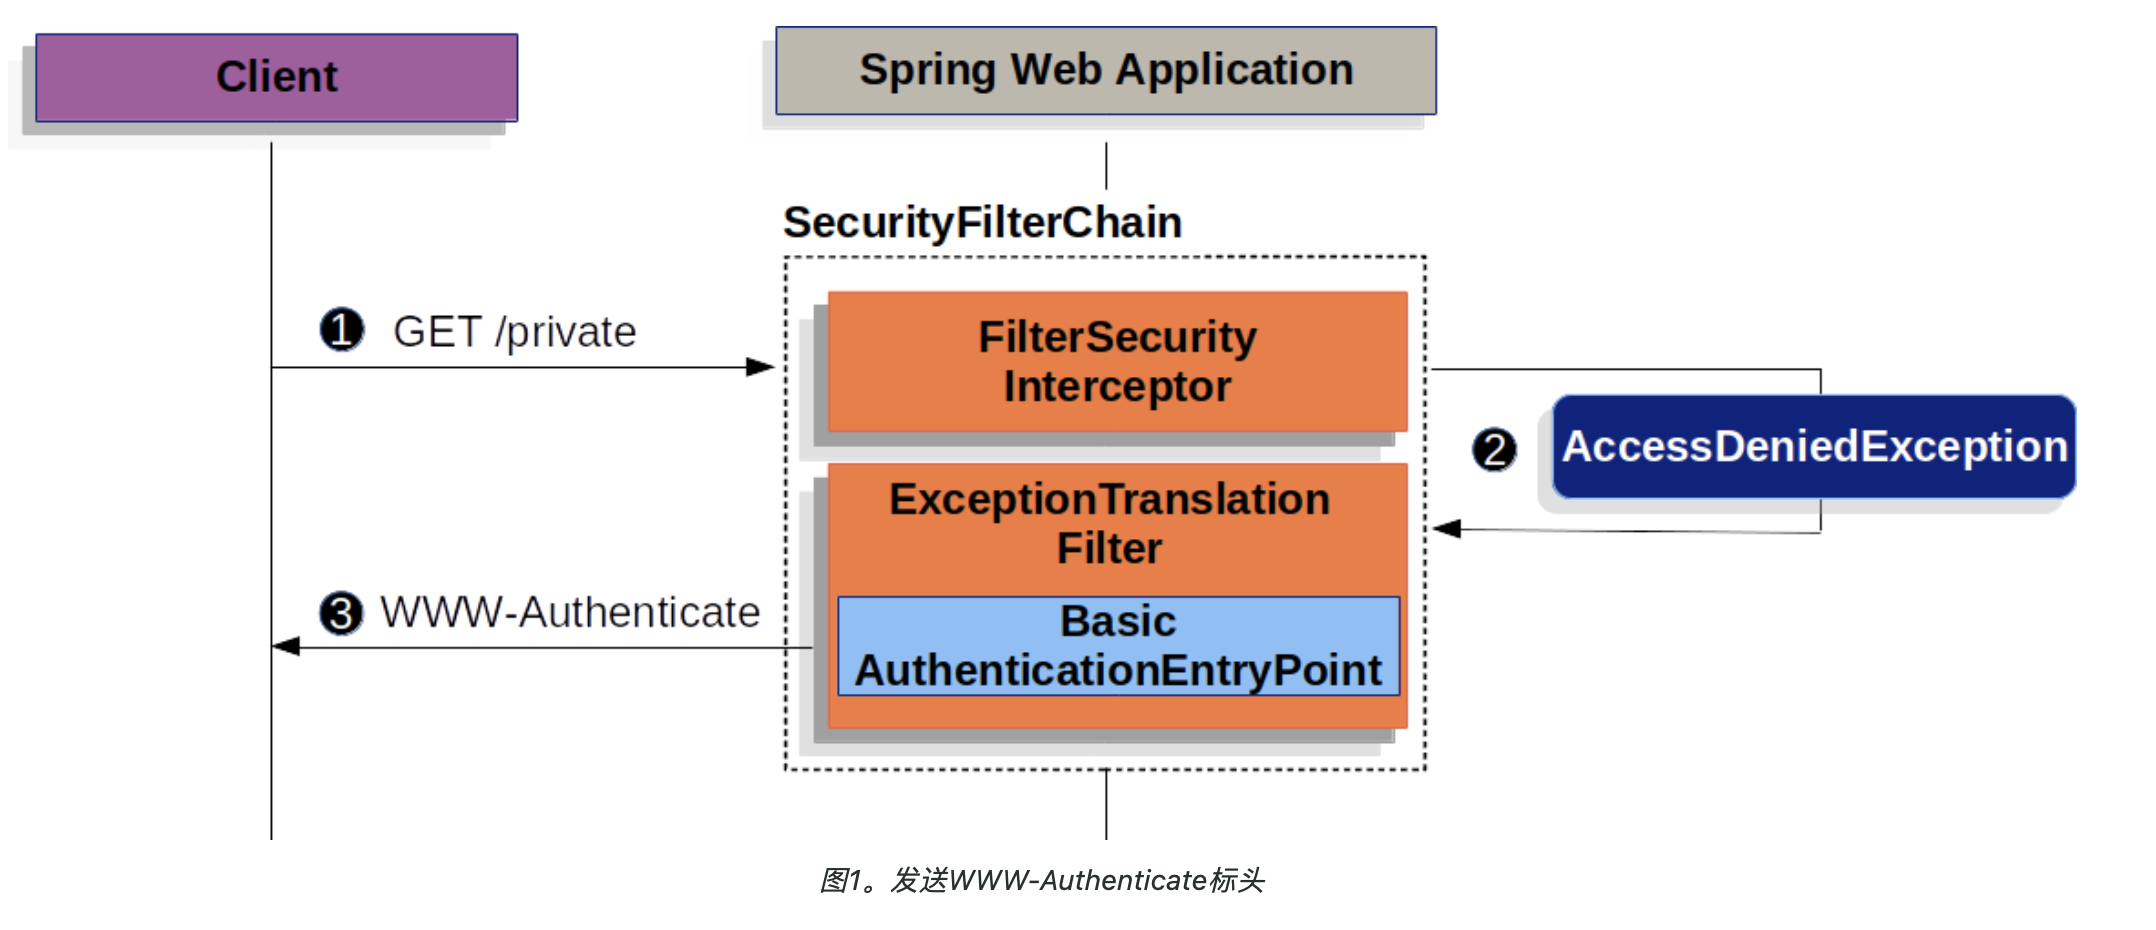 Client
Spring Web Application
SecurityFilterChain
❶ GET /private
FilterSecurity
Interceptor
❷ AccessDeniedException
ExceptionTranslation
Filter
❸ WWW-Authenticate
Basic
AuthenticationEntryPoint
图1。发送WWW-Authenticate标头